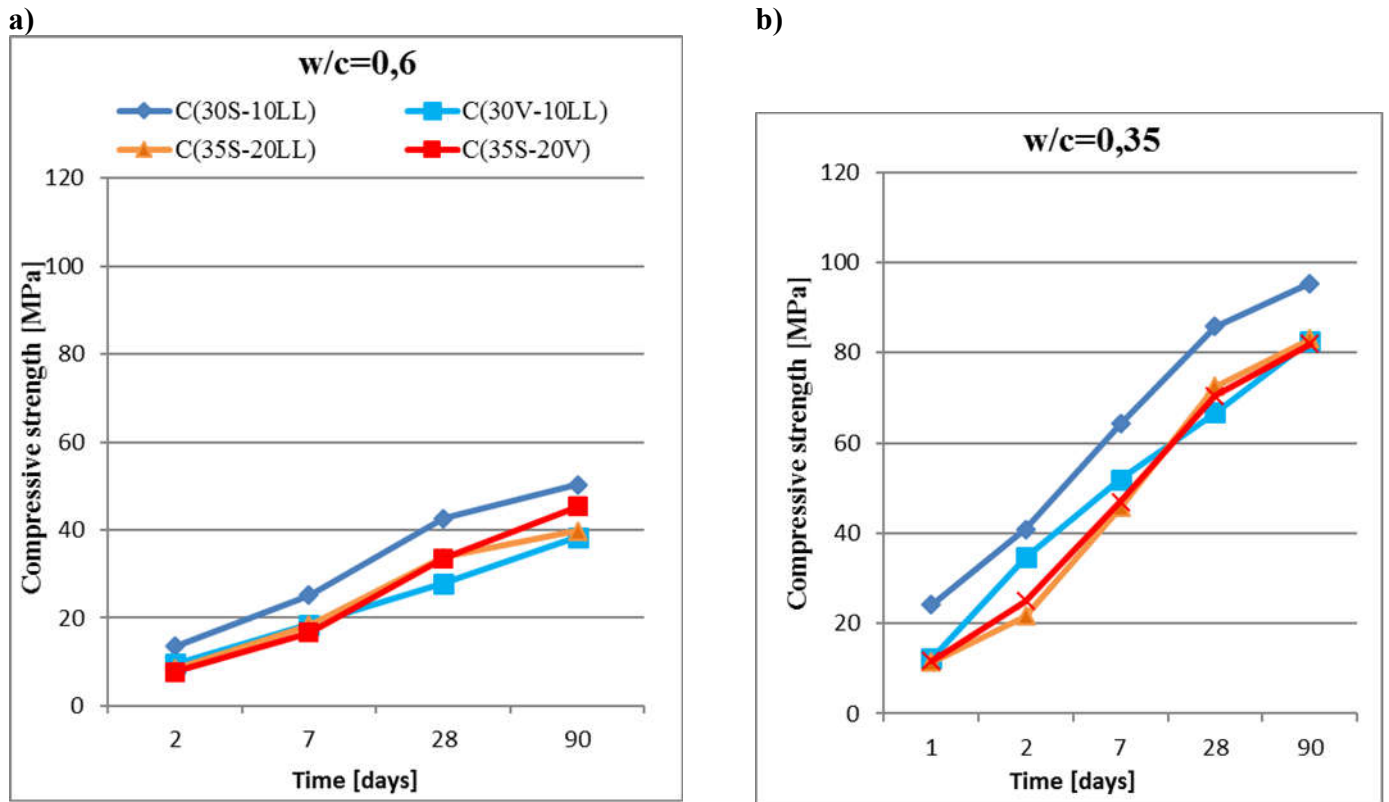 a)
w/c=0,6
C(30S-10LL) C(30V-10LL)
C(35S-20LL) C(35S-20V)
120
100
80
60
40
20
0
2 7 28 90
Time [days]
Compressive strength [MPa]
b)
w/c=0,35
120
100
80
60
40
20
0
1 2 7 28 90
Time [days]
Compressive strength [MPa]